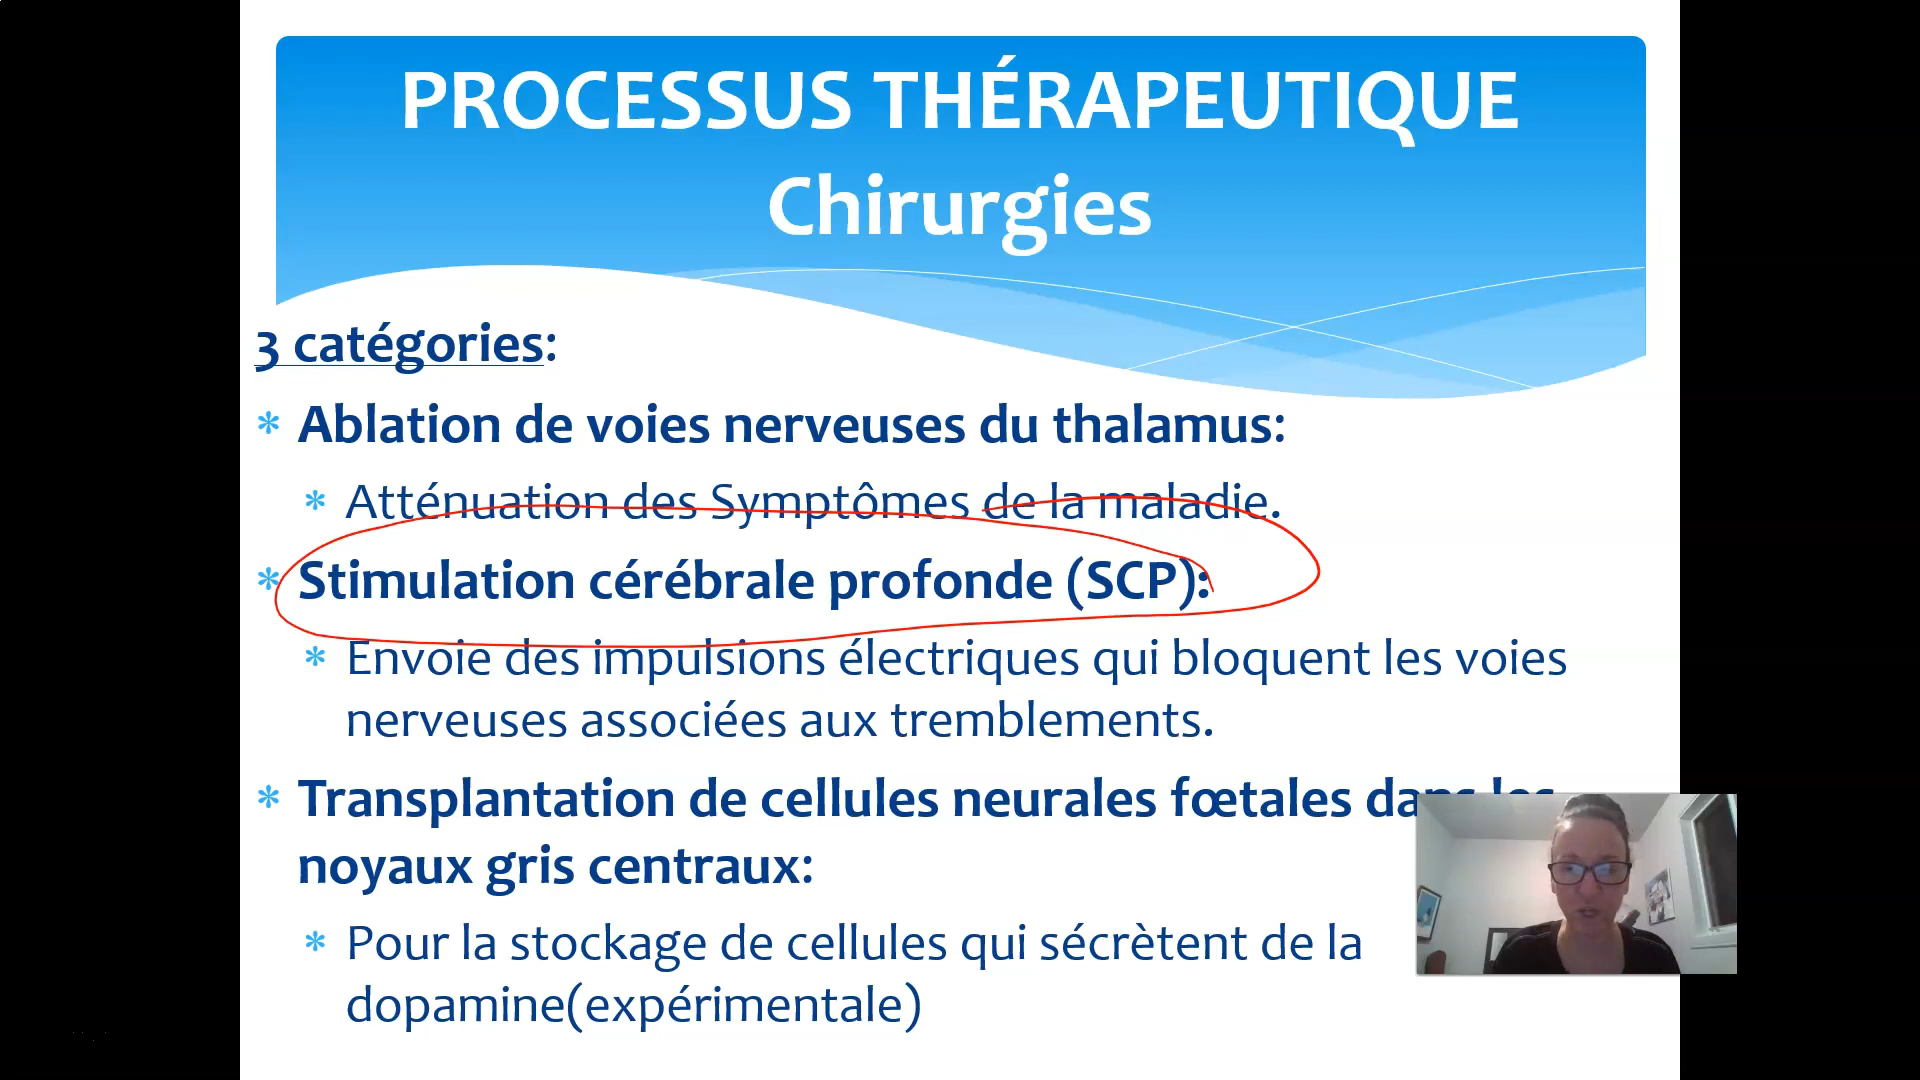 PROCESSUS THÉRAPEUTIQUE
Chirurgies
3 catégories:
* Ablation de voies nerveuses du thalamus:
* Atténuation des Symptômes de la maladie.
* Stimulation cérébrale profonde (SCP):
* Envoie des impulsions électriques qui bloquent les voies
nerveuses associées aux tremblements.
* Transplantation de cellules neurales fœtales dans les
noyaux gris centraux:
* Pour la stockage de cellules qui sécrètent de la
dopamine(expérimentale)